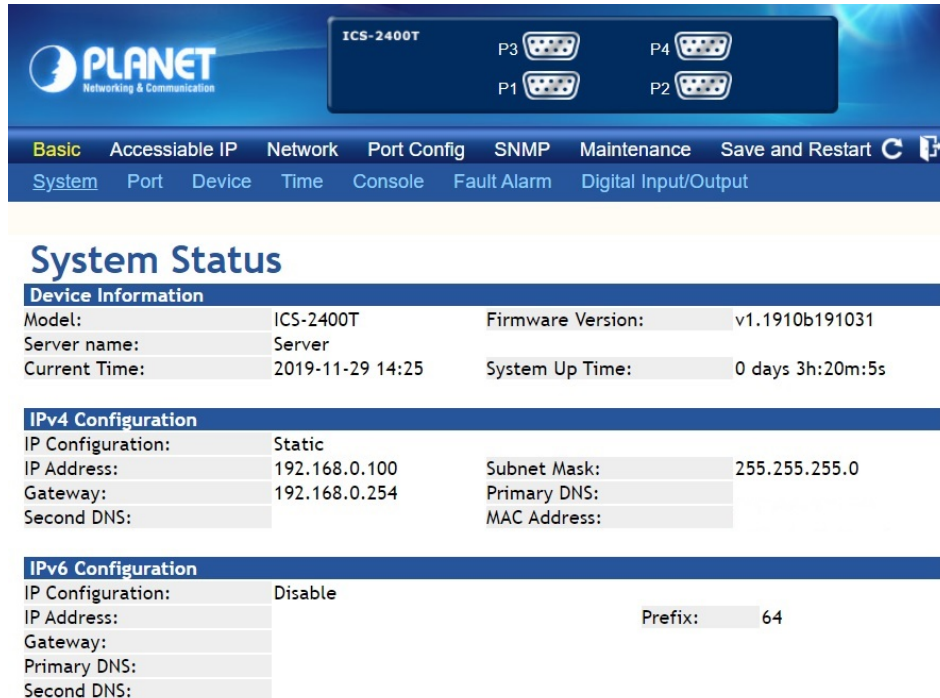 PLANET
Networking & Communication
ICS-2400T
P3 P4
P1 P2
Basic Accessiable IP Network Port Config SNMP Maintenance Save and Restart
System Port Device Time Console Fault Alarm Digital Input/Output
System Status
Device Information
Model: ICS-2400T Firmware Version: v1.1910b191031
Server name: Server
Current Time: 2019-11-29 14:25 System Up Time: 0 days 3h:20m:5s
IPv4 Configuration
IP Configuration: Static
IP Address: 192.168.0.100 Subnet Mask: 255.255.255.0
Gateway: 192.168.0.254 Primary DNS:
Second DNS: MAC Address:
IPv6 Configuration
IP Configuration: Disable
IP Address: Prefix: 64
Gateway:
Primary DNS:
Second DNS: